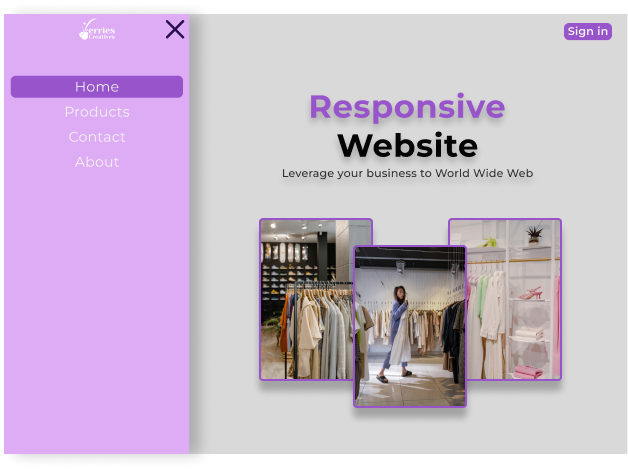 erries
Creatives
Sign in
Home
Products
Contact
About
Responsive
Website
Leverage your business to World Wide Web